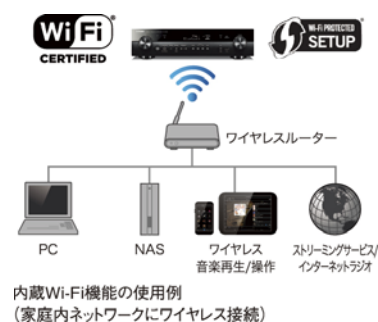 Wi Fi
CERTIFIED
Wi-Fi PROTECTED
SETUP
ワイヤレスルーター
PC
NAS
ワイヤレス
音楽再生/操作
ストリーミングサービス/
インターネットラジオ
内蔵Wi-Fi機能の使用例
(家庭内ネットワークにワイヤレス接続)